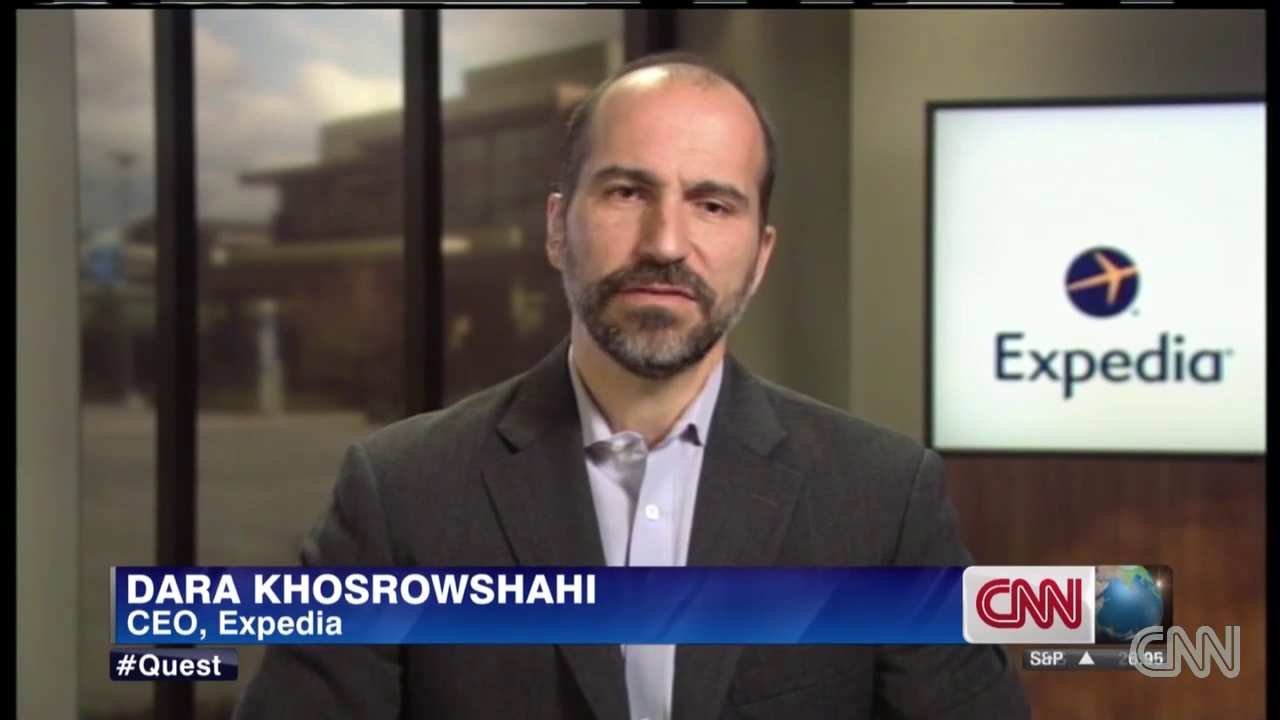 Expedia
DARA KHOSROWSHAHI
CEO, Expedia
CNN
#Quest
S&P ▲
CNN